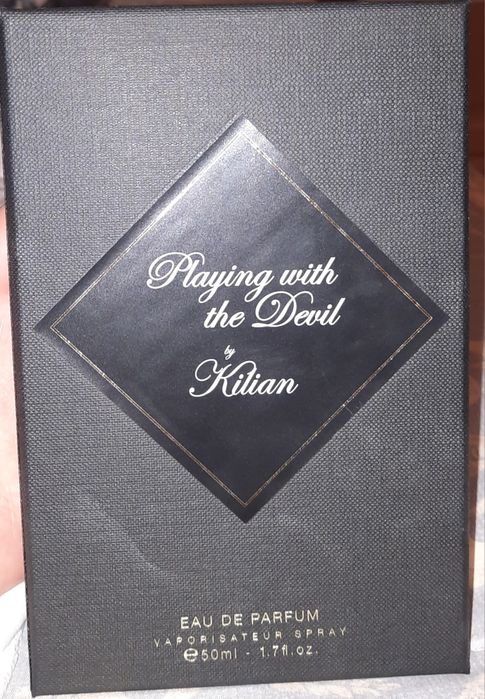 Playing with
the Devil
by
Kilian
EAU DE PARFUM
VAPORISATEUR SPRAY
℮50ml - 1.7fl.oz.